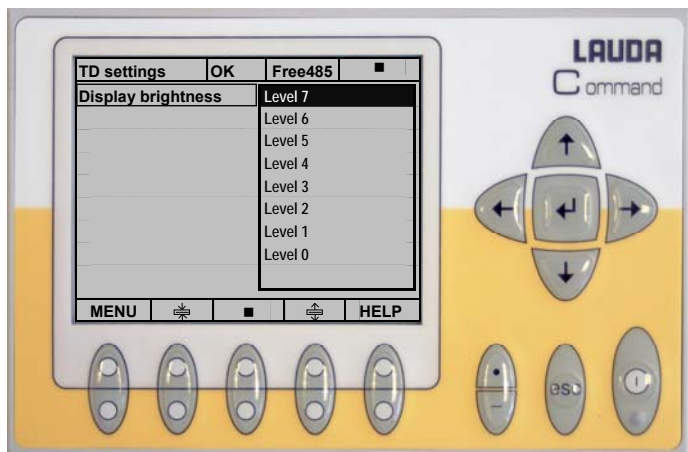 LAUDA
Command
TD settings OK Free485 ■
Display brightness Level 7
Level 6
Level 5
Level 4
Level 3
Level 2
Level 1
Level 0
MENU ■ HELP
esc